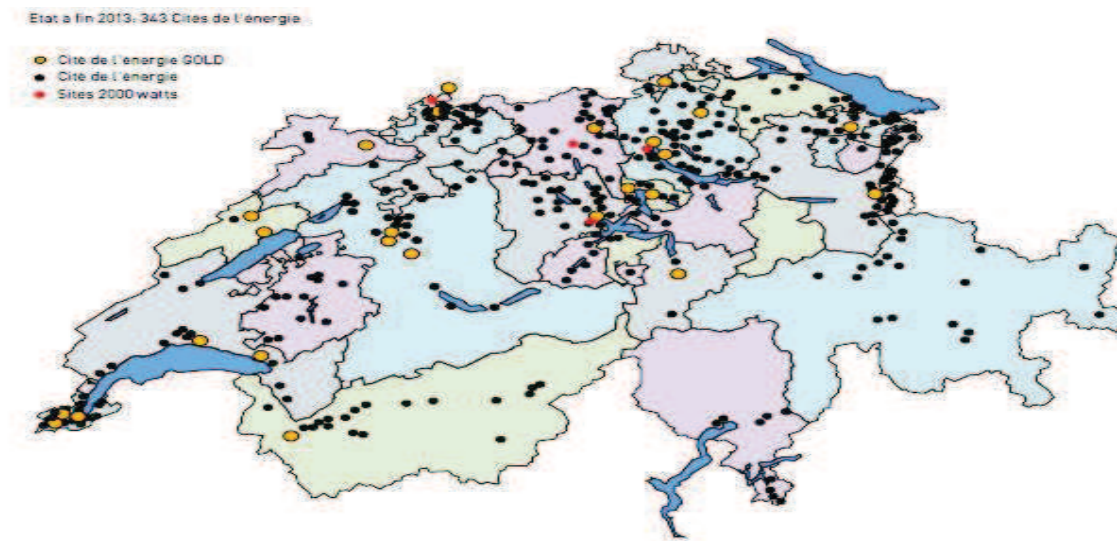 Etat à fin 2013: 343 Cités de l'énergie
Cité de l'énergie GOLD
Cité de l'énergie
Sites 2000 watts